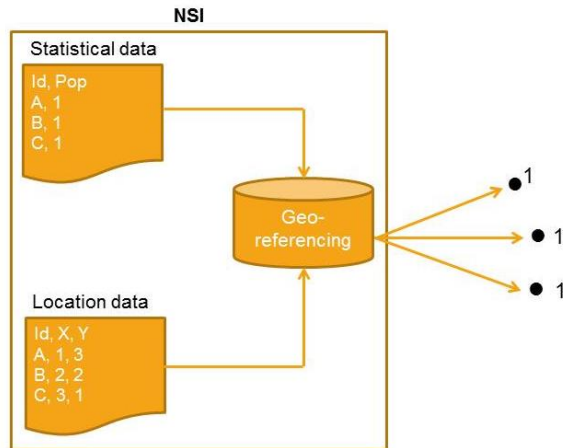 NSI
Statistical data
Id, Pop
A, 1
B, 1
C, 1
Geo-
referencing
1
1
1
Location data
Id, X, Y
A, 1, 3
B, 2, 2
C, 3, 1